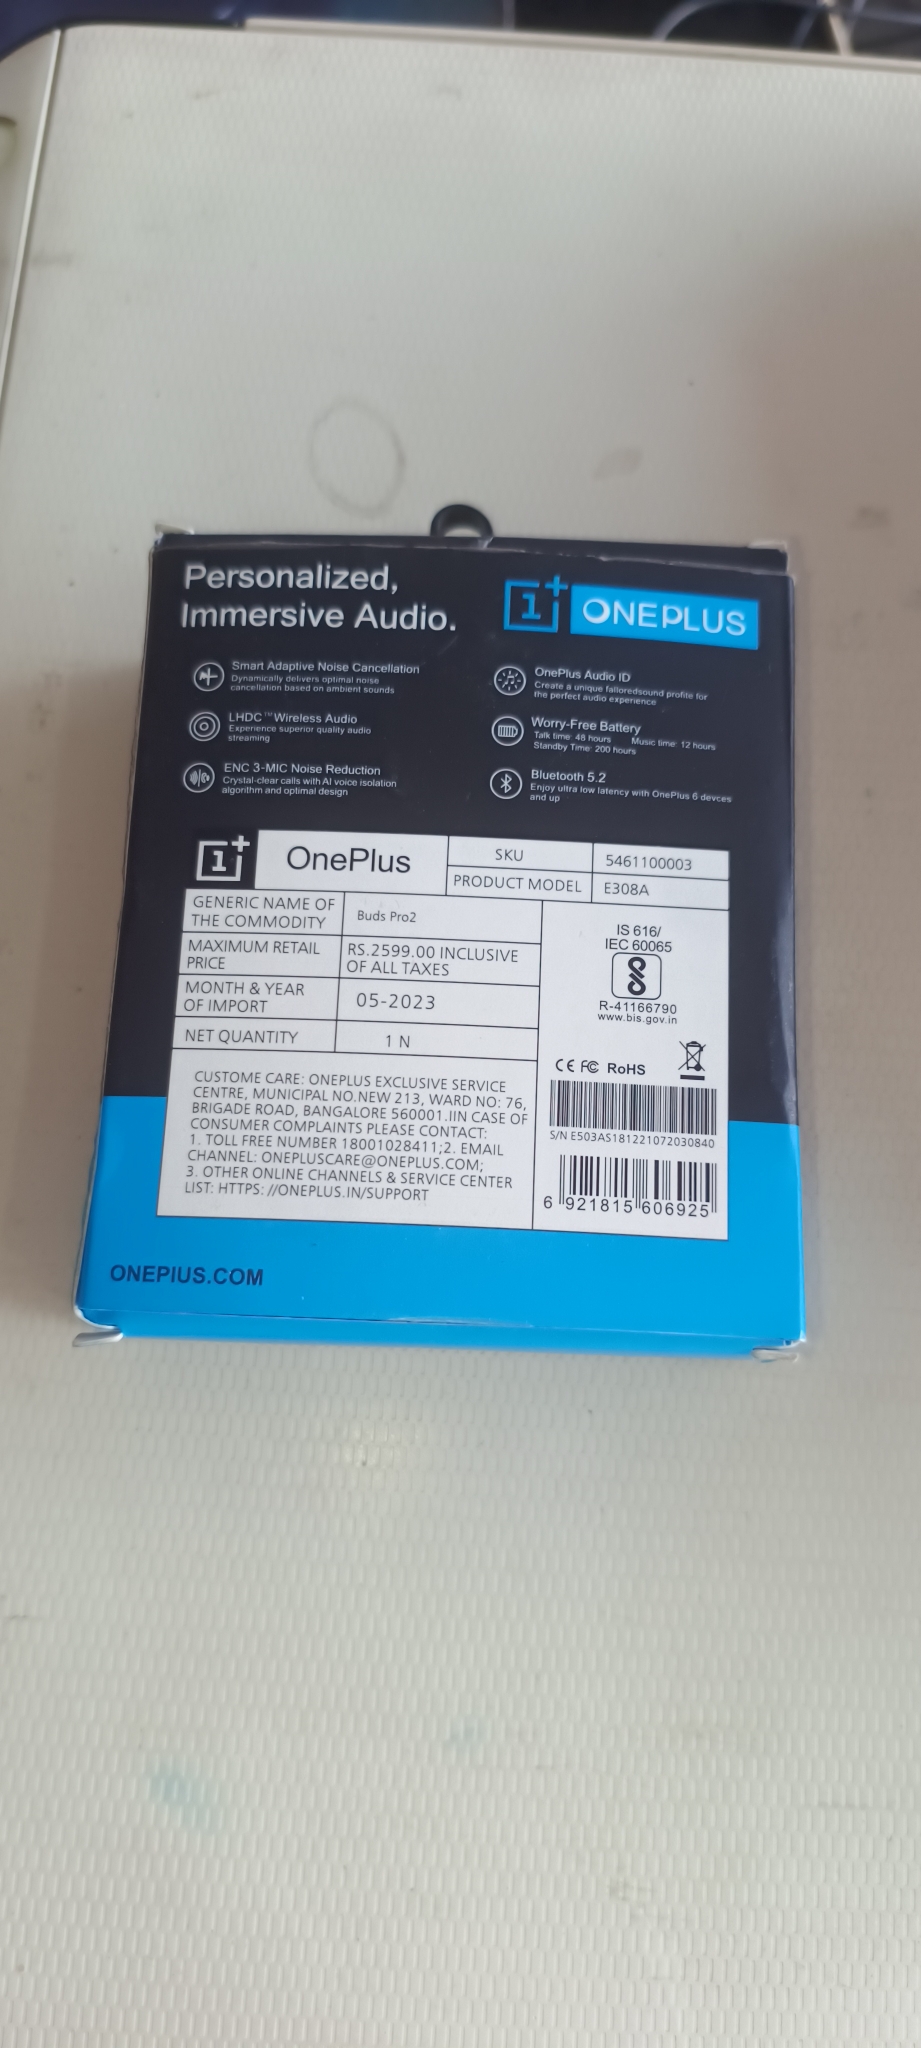 Personalized,
Immersive Audio.
1+ ONEPLUS
Smart Adaptive Noise Cancellation
Dynamically delivers optimal noise
cancellation based on ambient sounds
LHDC™ Wireless Audio
Experience superior quality audio
streaming
ENC 3-MIC Noise Reduction
Crystal-clear calls with AI voice isolation
algorithm and optimal design
OnePlus Audio ID
Create a unique falloredsound profite for
the perfect audio experience
Worry-Free Battery
Talk time: 48 hours Music time: 12 hours
Standby Time: 200 hours
Bluetooth 5.2
Enjoy ultra low latency with OnePlus 6 devces
and up
1+ OnePlus
SKU 5461100003
PRODUCT MODEL E308A
GENERIC NAME OF
THE COMMODITY
Buds Pro2
MAXIMUM RETAIL
PRICE
RS.2599.00 INCLUSIVE
OF ALL TAXES
MONTH & YEAR
OF IMPORT
05-2023
NET QUANTITY 1 N
CUSTOME CARE: ONEPLUS EXCLUSIVE SERVICE
CENTRE, MUNICIPAL NO.NEW 213, WARD NO: 76,
BRIGADE ROAD, BANGALORE 560001.IIN CASE OF
CONSUMER COMPLAINTS PLEASE CONTACT:
1. TOLL FREE NUMBER 18001028411;2. EMAIL
CHANNEL: ONEPLUSCARE@ONEPLUS.COM;
3. OTHER ONLINE CHANNELS & SERVICE CENTER
LIST: HTTPS: //ONEPLUS.IN/SUPPORT
IS 616/
IEC 60065
R-41166790
www.bis.gov.in
CE FC RoHS
S/N E503AS181221072030840
6 921815 606925
ONEPIUS.COM